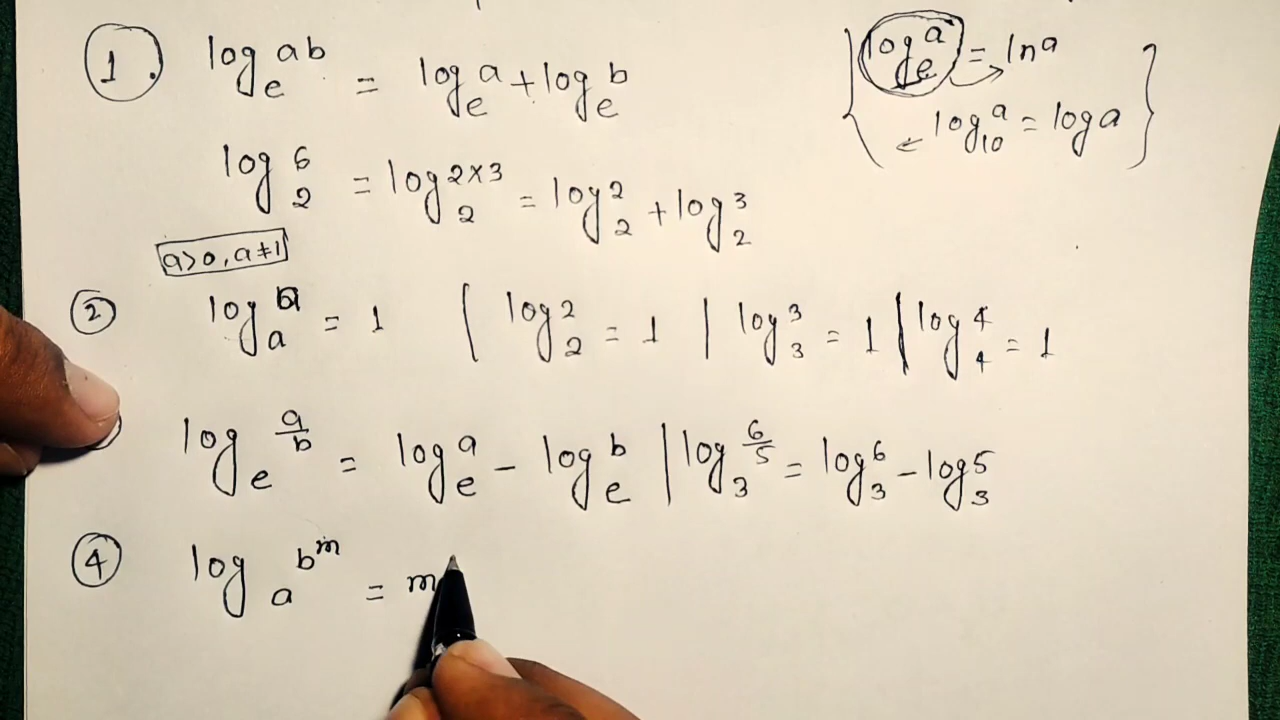 1. log_e^{ab} = log_e^a + log_e^b
{ log_e^a = ln a
← log_{10}^a = log a }
log_2^6 = log_2^{2×3} = log_2^2 + log_2^3
a>0, a≠1
2 log_a^a = 1 | log_2^2 = 1 | log_3^3 = 1 | log_4^4 = 1
log_e^{a/b} = log_e^a - log_e^b | log_3^{6/5} = log_3^6 - log_3^5
4 log_a^{b^m} = m